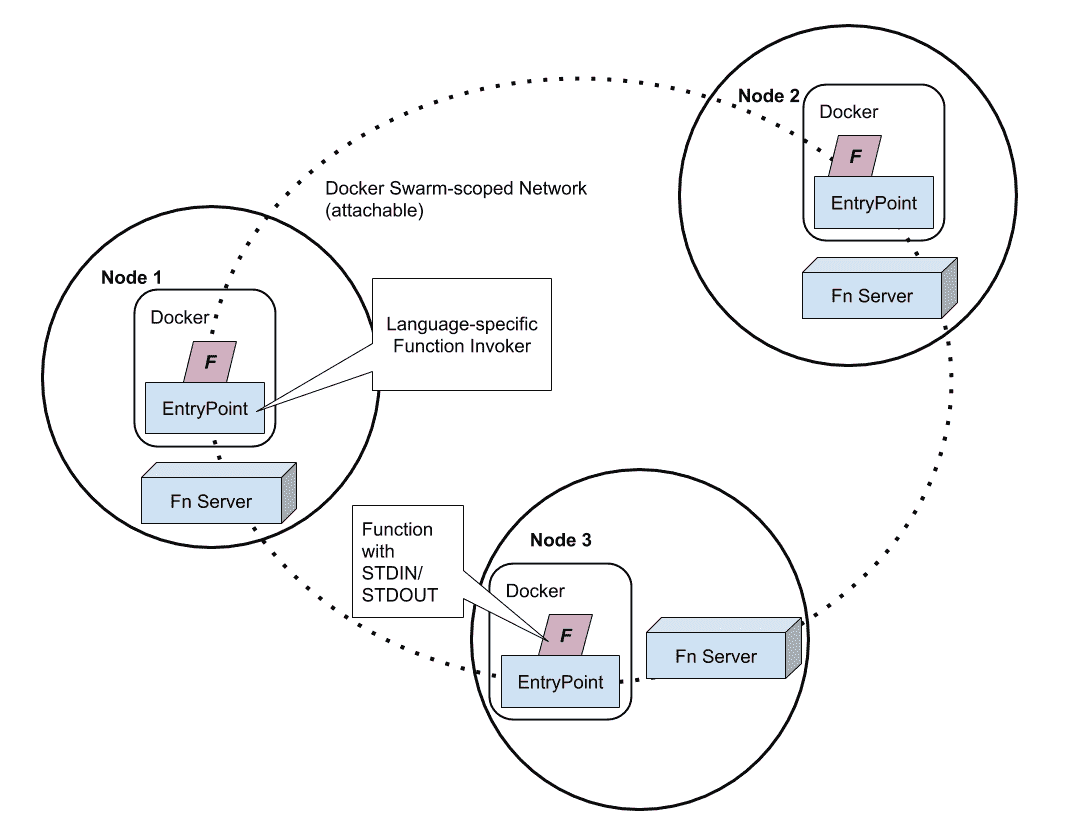 Node 2
Docker
F
EntryPoint
Fn Server
Docker Swarm-scoped Network
(attachable)
Node 1
Docker
F
EntryPoint
Fn Server
Language-specific
Function Invoker
Function
with
STDIN/
STDOUT
Node 3
Docker
F
EntryPoint
Fn Server